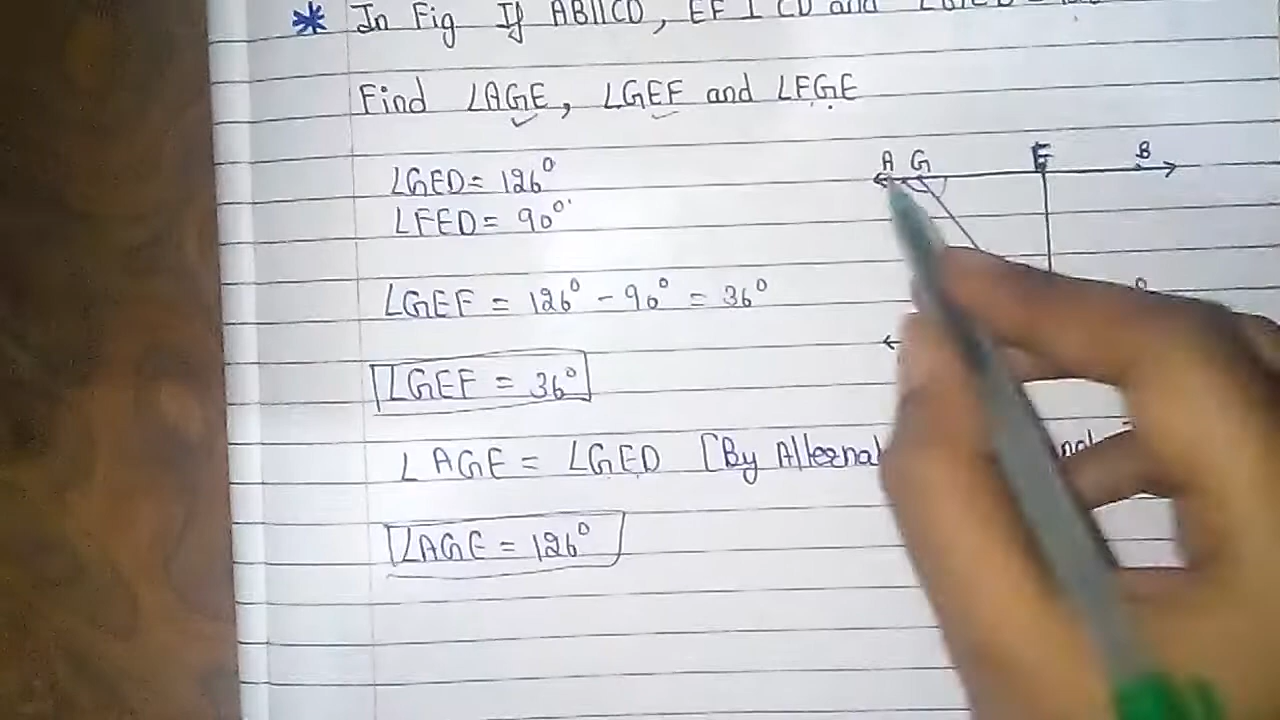 * In Fig If AB||CD, EF ⊥ CD and
Find ∠AGE, ∠GEF and ∠FGE
A G F B
∠GED = 126°
∠FED = 90°
∠GEF = 126° - 90° = 36°
∠GEF = 36°
∠AGE = ∠GED [By Alternat
∠AGE = 126°